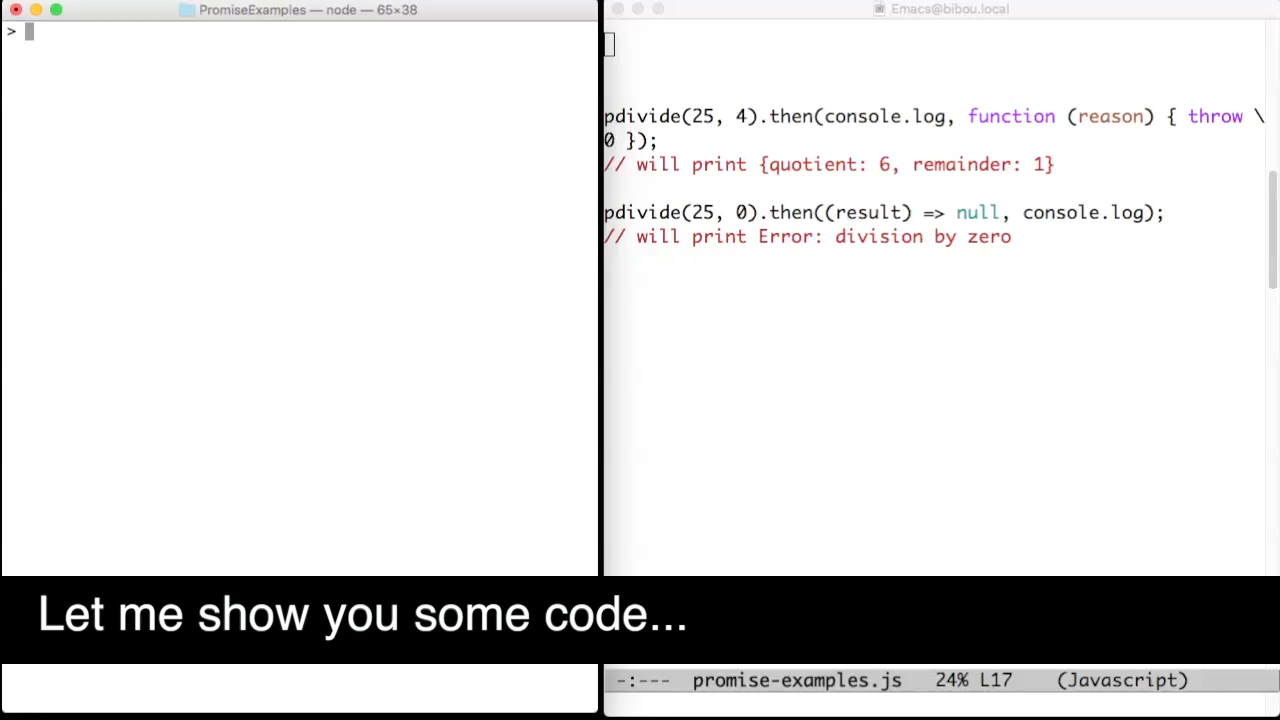 PromiseExamples — node — 65×38
>
Emacs@bibou.local
pdivide(25, 4).then(console.log, function (reason) { throw \
0 });
// will print {quotient: 6, remainder: 1}
pdivide(25, 0).then((result) => null, console.log);
// will print Error: division by zero
Let me show you some code...
-:--- promise-examples.js 24% L17 (Javascript)